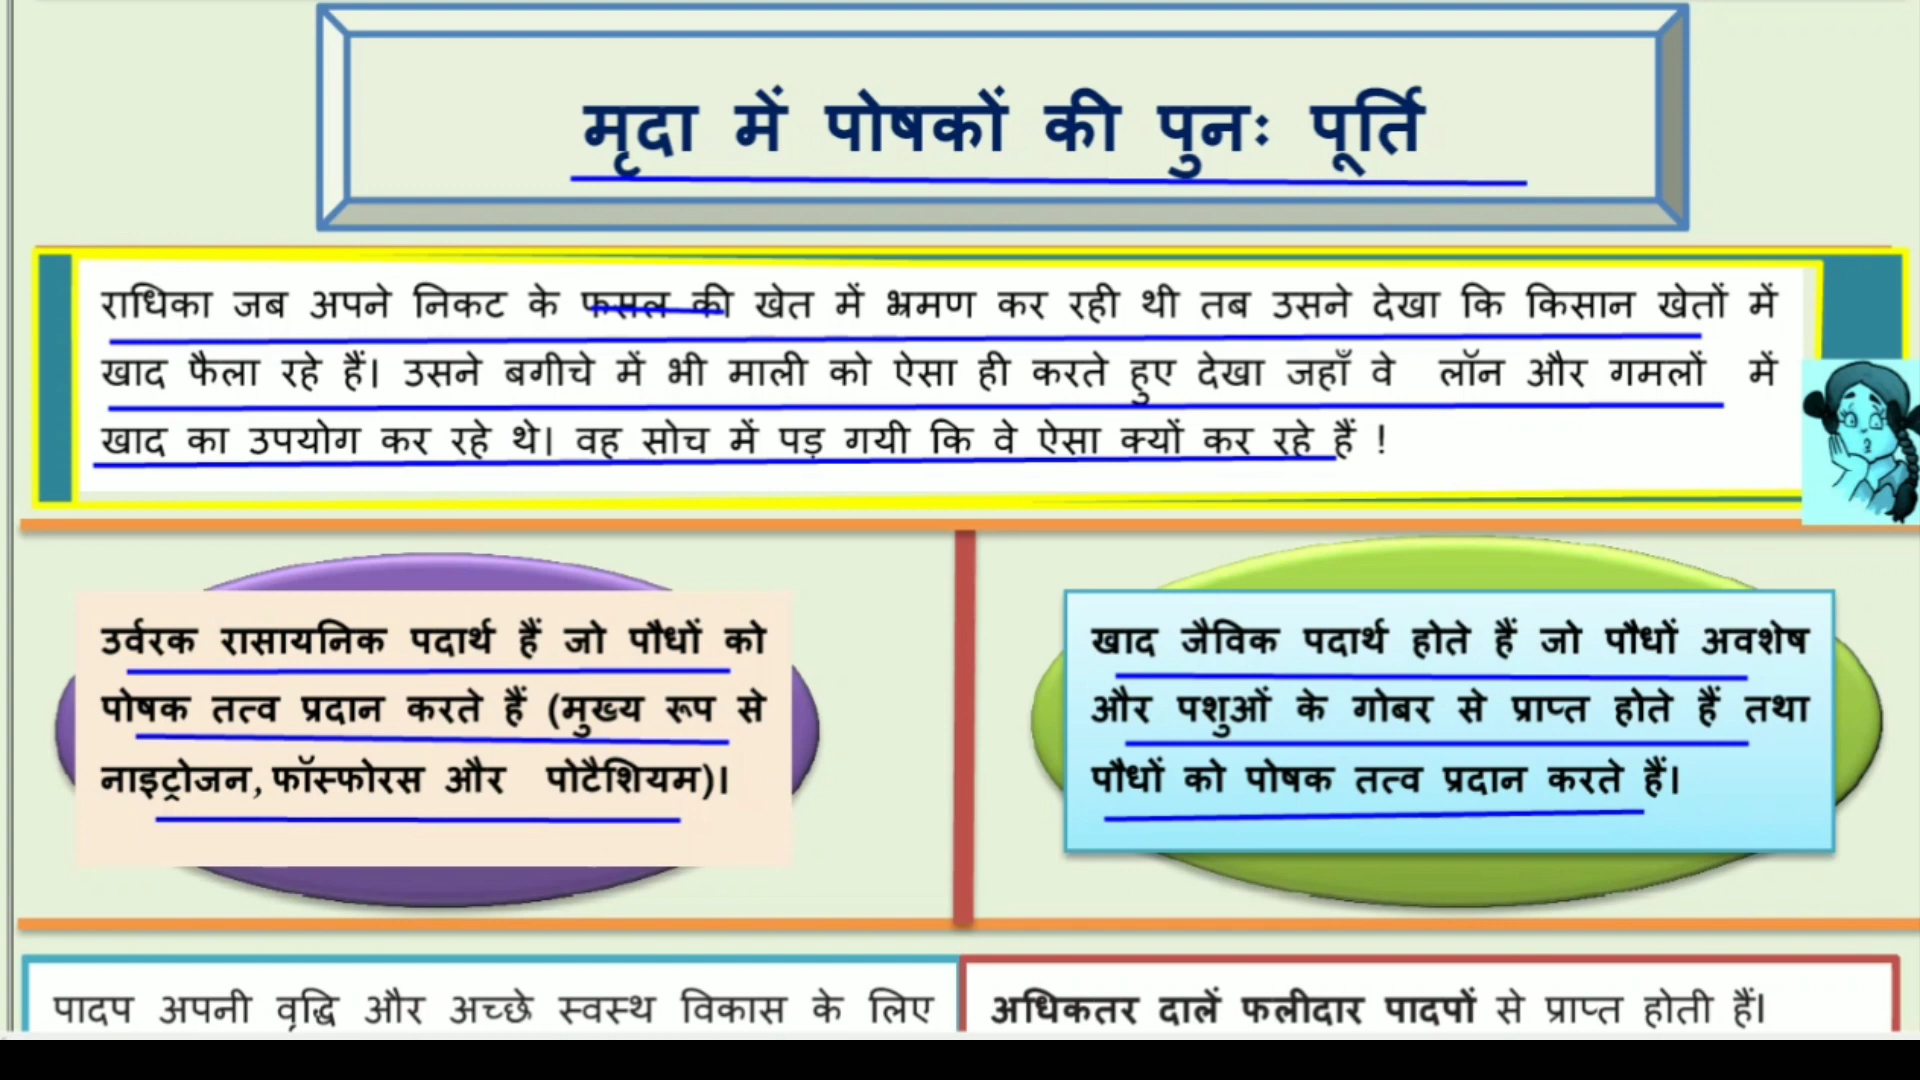 मृदा में पोषकों की पुनः पूर्ति
राधिका जब अपने निकट के फसल की खेत में भ्रमण कर रही थी तब उसने देखा कि किसान खेतों में
खाद फैला रहे हैं। उसने बगीचे में भी माली को ऐसा ही करते हुए देखा जहाँ वे लॉन और गमलों में
खाद का उपयोग कर रहे थे। वह सोच में पड़ गयी कि वे ऐसा क्यों कर रहे हैं !
उर्वरक रासायनिक पदार्थ हैं जो पौधों को
पोषक तत्व प्रदान करते हैं (मुख्य रूप से
नाइट्रोजन, फॉस्फोरस और पोटैशियम)।
खाद जैविक पदार्थ होते हैं जो पौधों अवशेष
और पशुओं के गोबर से प्राप्त होते हैं तथा
पौधों को पोषक तत्व प्रदान करते हैं।
पादप अपनी वृद्धि और अच्छे स्वस्थ विकास के लिए
अधिकतर दालें फलीदार पादपों से प्राप्त होती हैं।